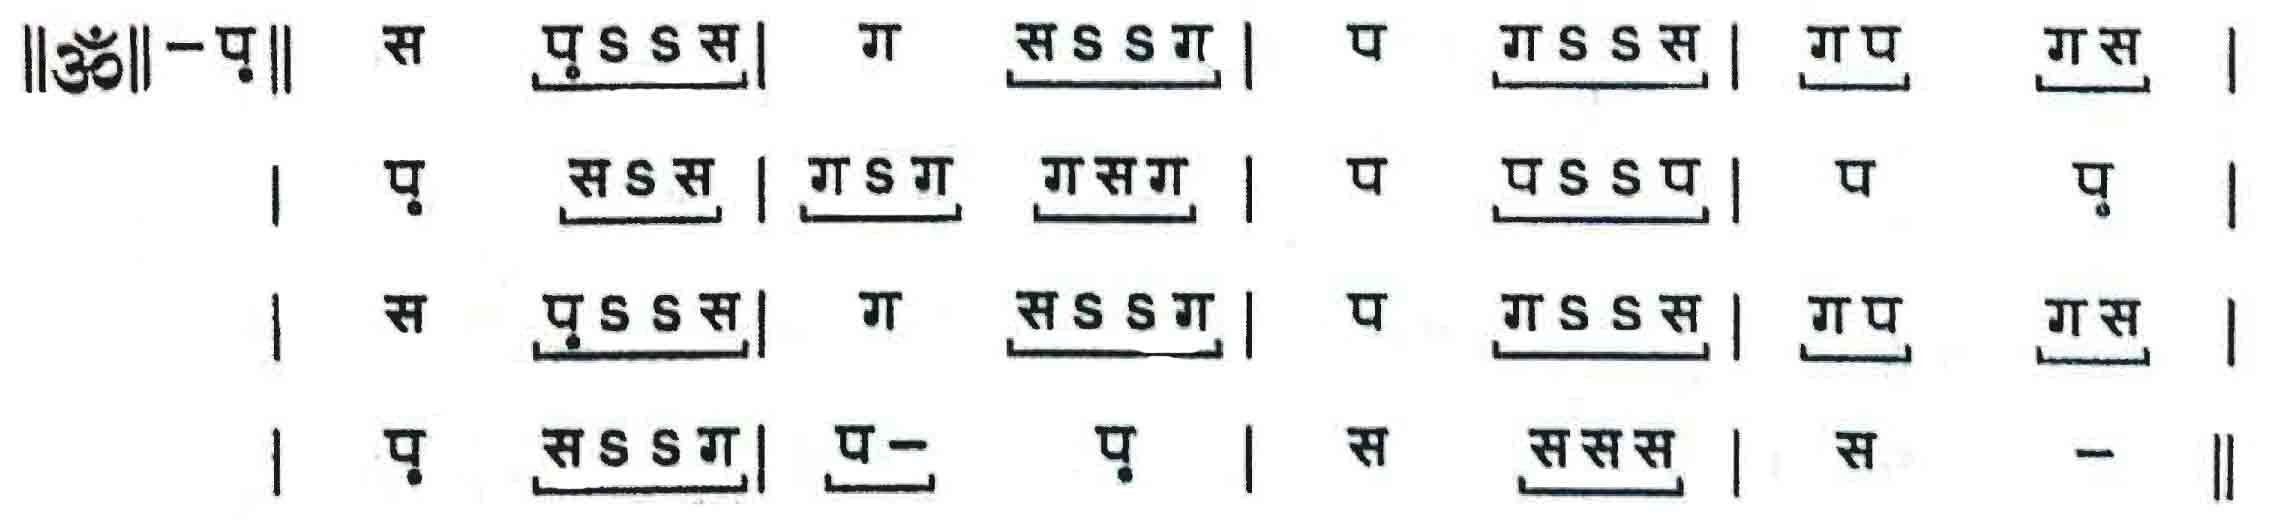 ||ॐ||–प़|| स प़ऽऽस| ग सऽऽग | प गऽऽस | गप गस |
| प़ सऽस | गऽग गसग | प पऽऽप | प प़ |
| स प़ऽऽस| ग सऽऽग | प गऽऽस | गप गस |
| प़ सऽऽग| प– प़ | स ससस | स – ||